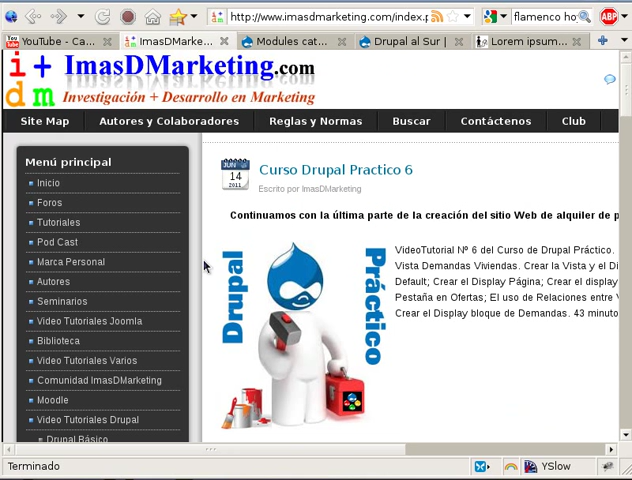 http://www.imasdmarketing.com/index.p
flamenco ho
ABP
YouTube - Ca...
ImasDMarke...
Modules cat...
Drupal al Sur |
Lorem ipsum...
i+ ImasDMarketing.com
dm Investigación + Desarrollo en Marketing
Site Map Autores y Colaboradores Reglas y Normas Buscar Contàctenos Club
Menú principal
Inicio
Foros
Tutoriales
Pod Cast
Marca Personal
Autores
Seminarios
Video Tutoriales Joomla
Biblioteca
Video Tutoriales Varios
Comunidad ImasDMarketing
Moodle
Video Tutoriales Drupal
Drupal Básico
JUN
14
2011
Curso Drupal Practico 6
Escrito por ImasDMarketing
Continuamos con la última parte de la creación del sitio Web de alquiler de p
Drupal
Práctico
VideoTutorial Nº 6 del Curso de Drupal Práctico.
Vista Demandas Viviendas. Crear la Vista y el Di
Default; Crear el Display Página; Crear el display
Pestaña en Ofertas; El uso de Relaciones entre V
Crear el Display bloque de Demandas. 43 minuto
Terminado
YSlow